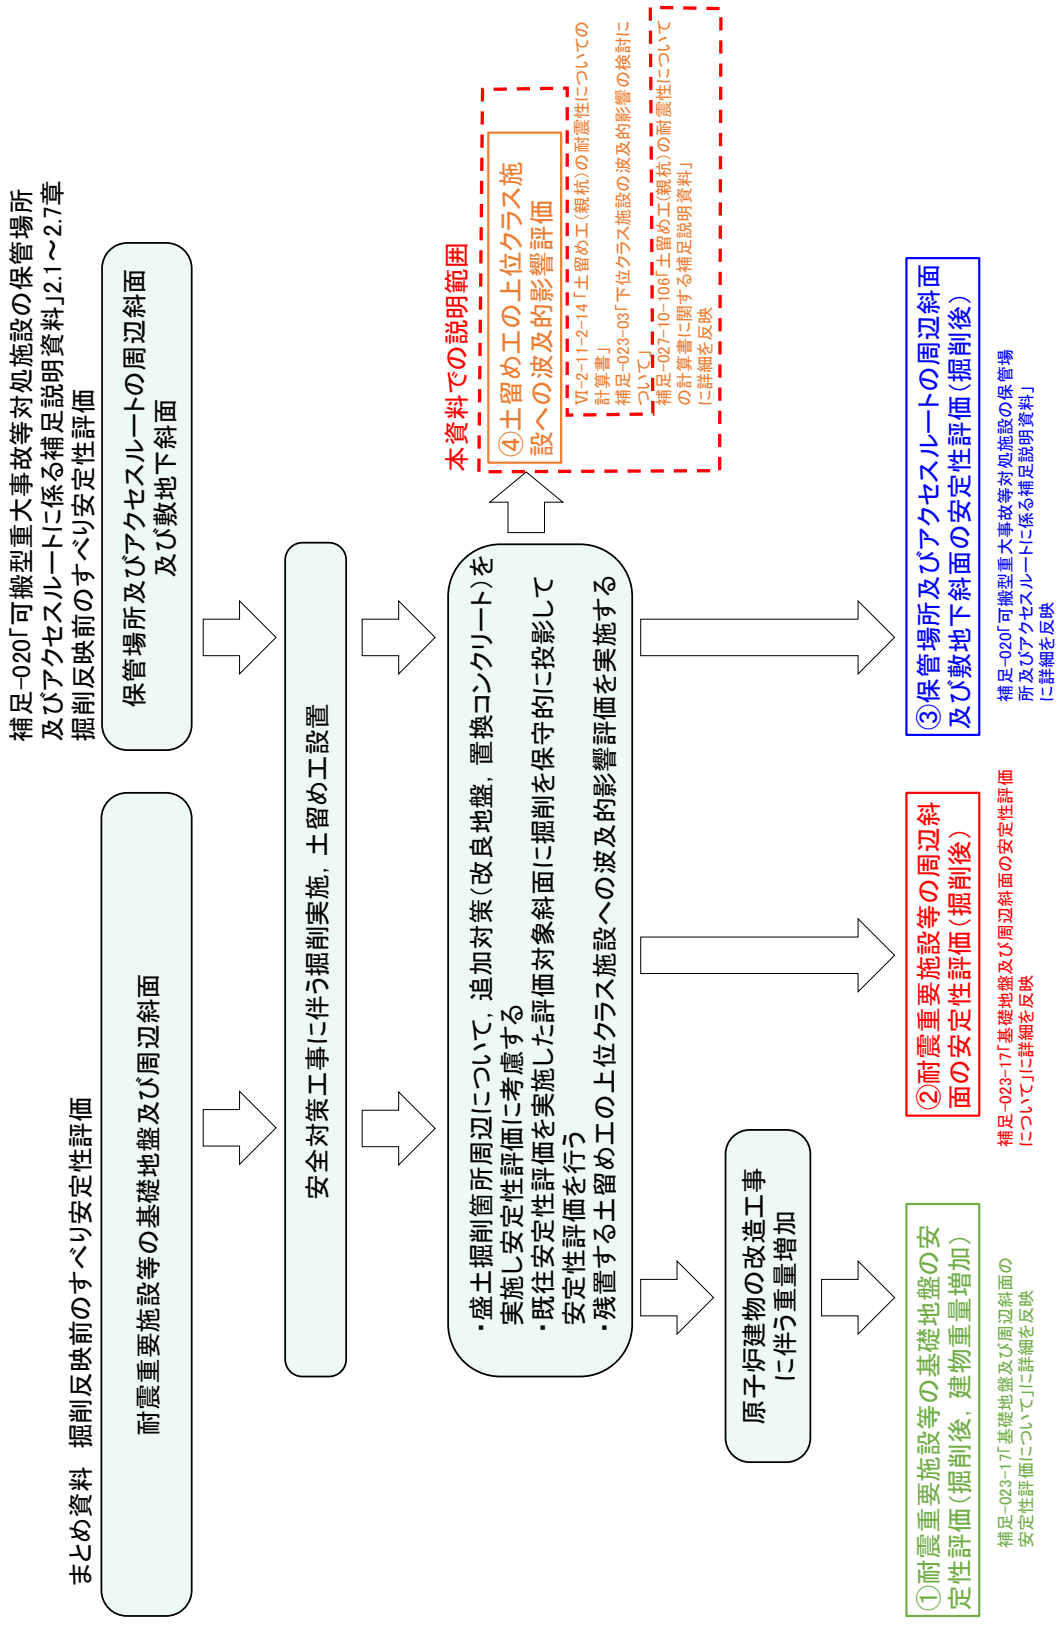 まとめ資料　掘削反映前のすべり安定性評価
補足-020「可搬型重大事故等対処施設の保管場所
及びアクセスルートに係る補足説明資料」2.1～2.7章
掘削反映前のすべり安定性評価
耐震重要施設等の基礎地盤及び周辺斜面
保管場所及びアクセスルートの周辺斜面
及び敷地下斜面
安全対策工事に伴う掘削実施，土留め工設置
・盛土掘削箇所周辺について，追加対策（改良地盤，置換コンクリート）を
実施し安定性評価に考慮する
・既往安定性評価を実施した評価対象斜面に掘削を保守的に投影して
安定性評価を行う
・残置する土留め工の上位クラス施設への波及的影響評価を実施する
本資料での説明範囲
④土留め工の上位クラス施
設への波及的影響評価
Ⅵ-2-11-2-14「土留め工（親杭）の耐震性についての
計算書」
補足-023-03「下位クラス施設の波及的影響の検討に
ついて」
補足-027-10-106「土留め工（親杭）の耐震性について
の計算書に関する補足説明資料」
に詳細を反映
原子炉建物の改造工事
に伴う重量増加
①耐震重要施設等の基礎地盤の安
定性評価（掘削後，建物重量増加）
補足-023-17「基礎地盤及び周辺斜面の
安定性評価について」に詳細を反映
②耐震重要施設等の周辺斜
面の安定性評価（掘削後）
補足-023-17「基礎地盤及び周辺斜面の安定性評価
について」に詳細を反映
③保管場所及びアクセスルートの周辺斜面
及び敷地下斜面の安定性評価（掘削後）
補足-020「可搬型重大事故等対処施設の保管場
所及びアクセスルートに係る補足説明資料」
に詳細を反映